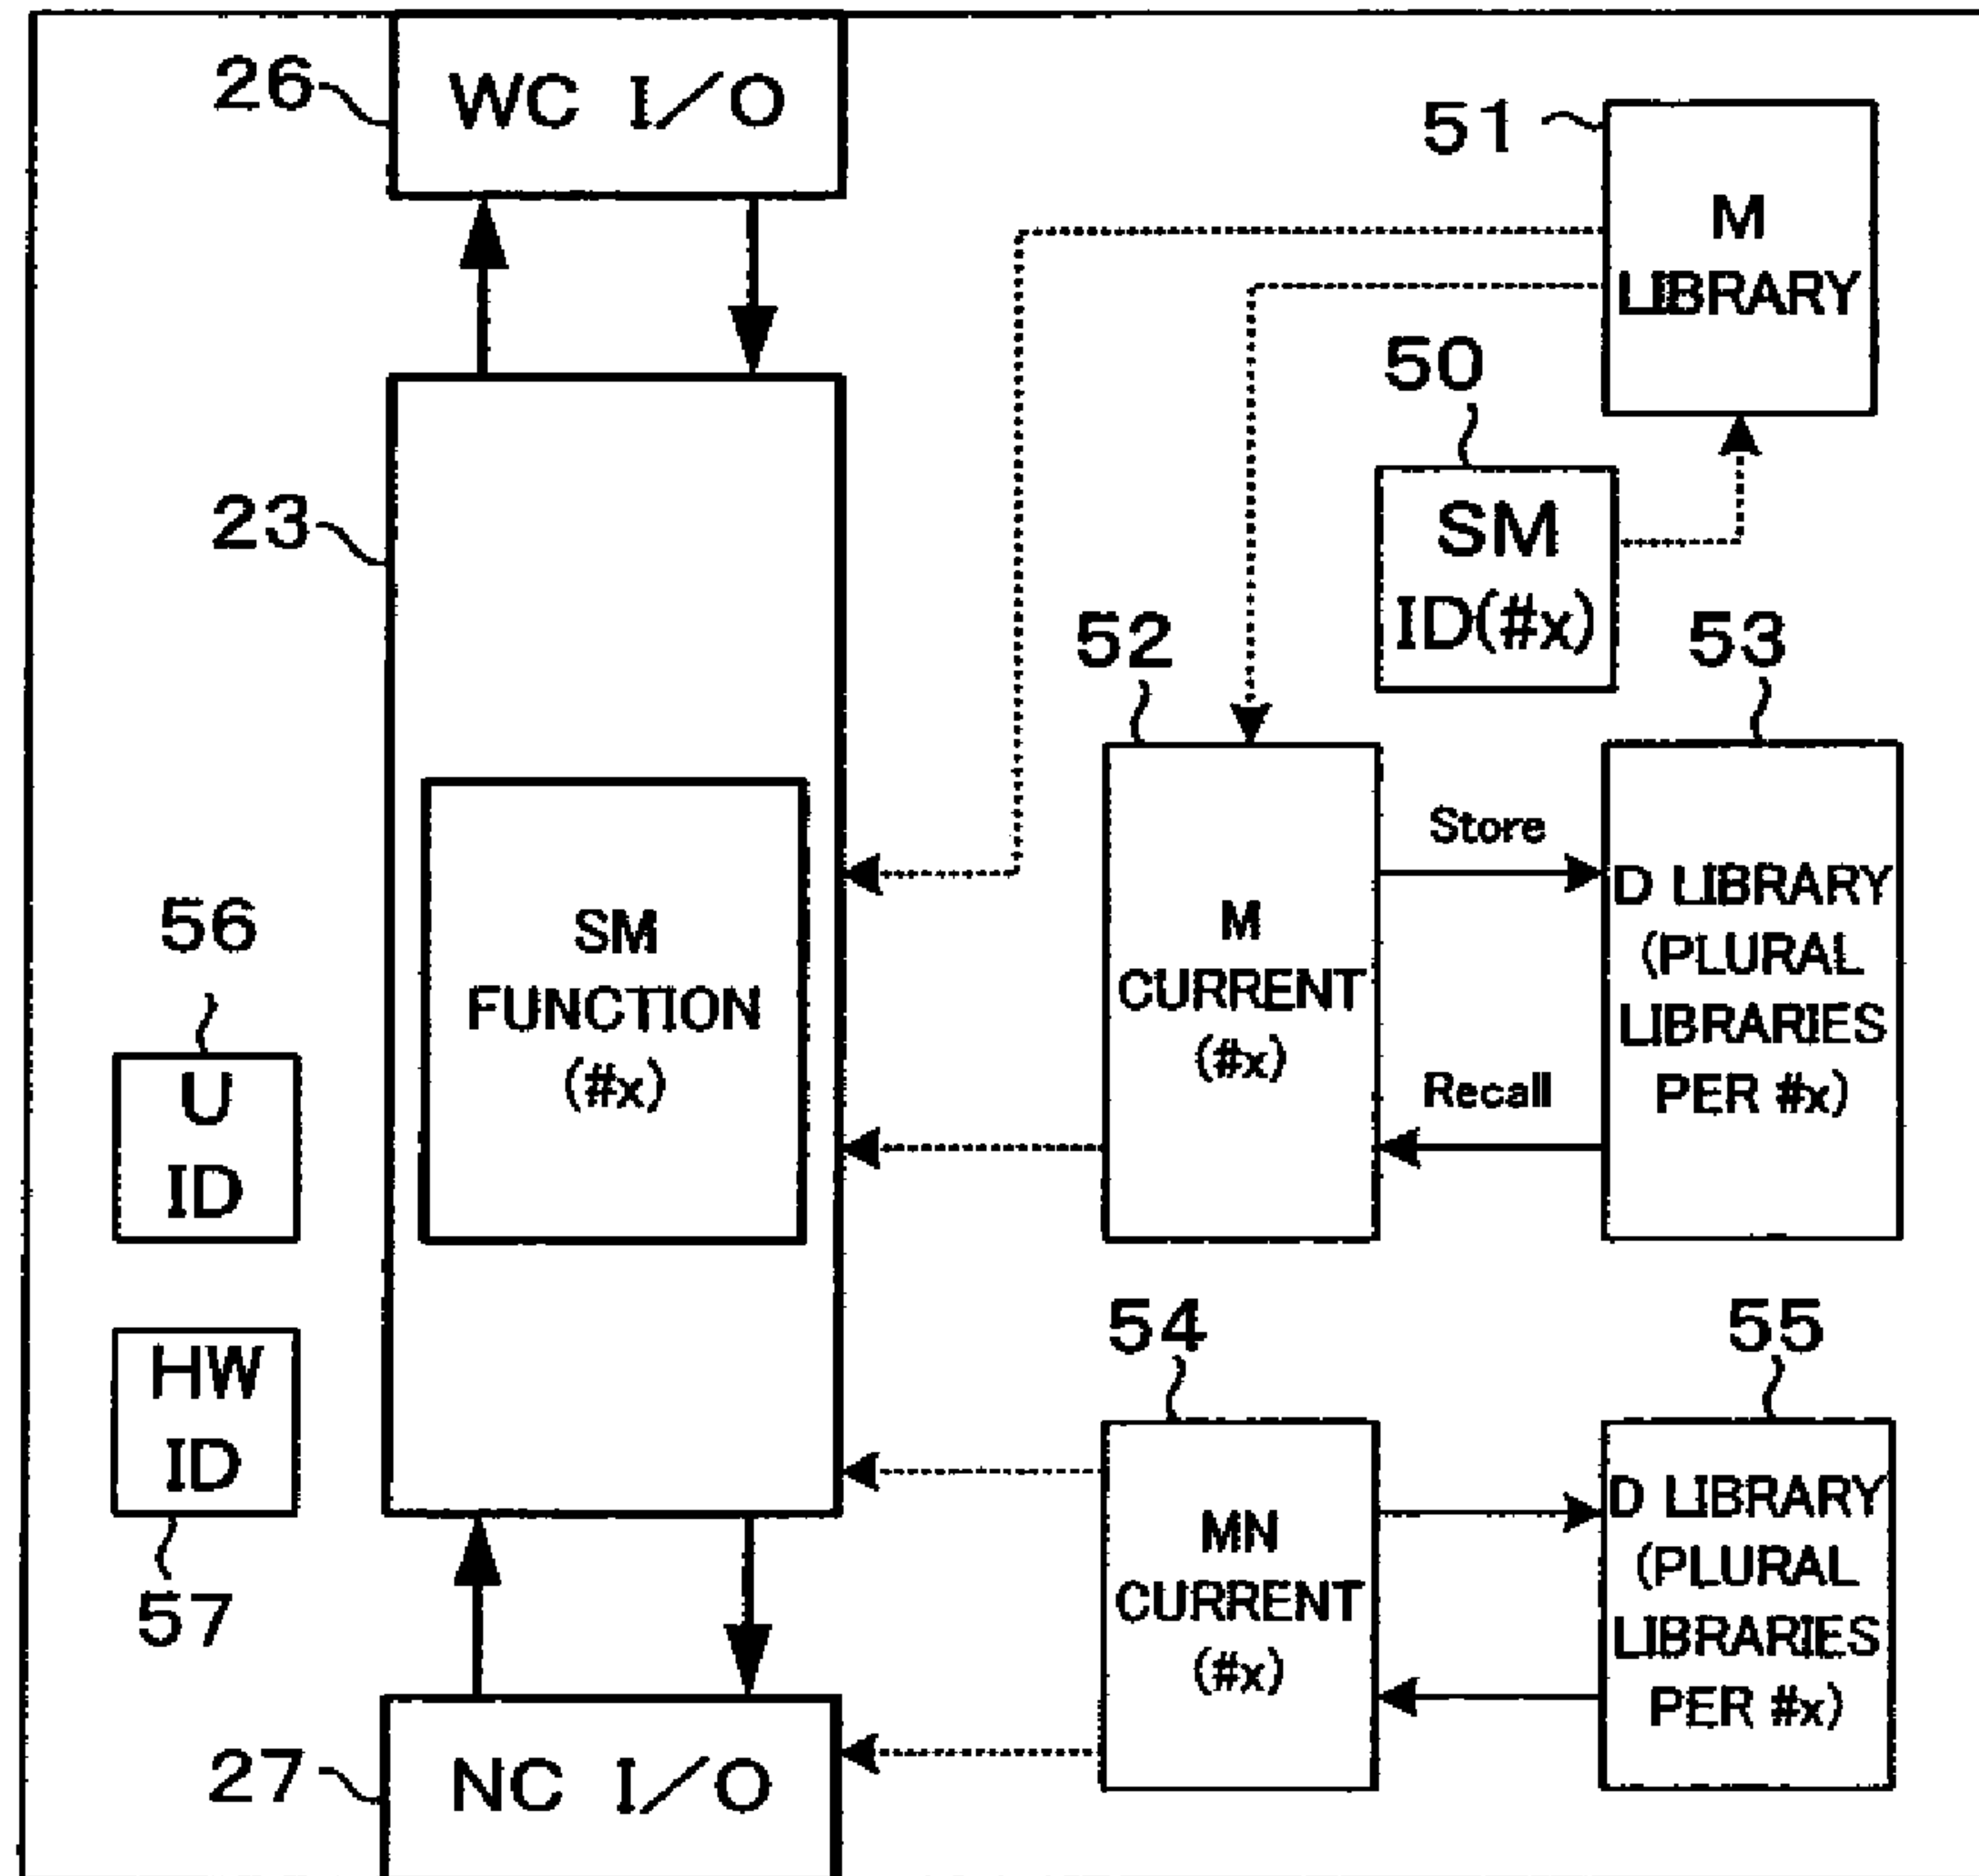 26
WC I/O
51
M
LIBRARY
50
SM
ID(#x)
23
52
53
SM
FUNCTION
(#x)
M
CURRENT
(#x)
Store
Recall
D LIBRARY
(PLURAL
LIBRARIES
PER #x)
56
U
ID
HW
ID
57
54
55
MN
CURRENT
(#x)
D LIBRARY
(PLURAL
LIBRARIES
PER #x)
27
NC I/O